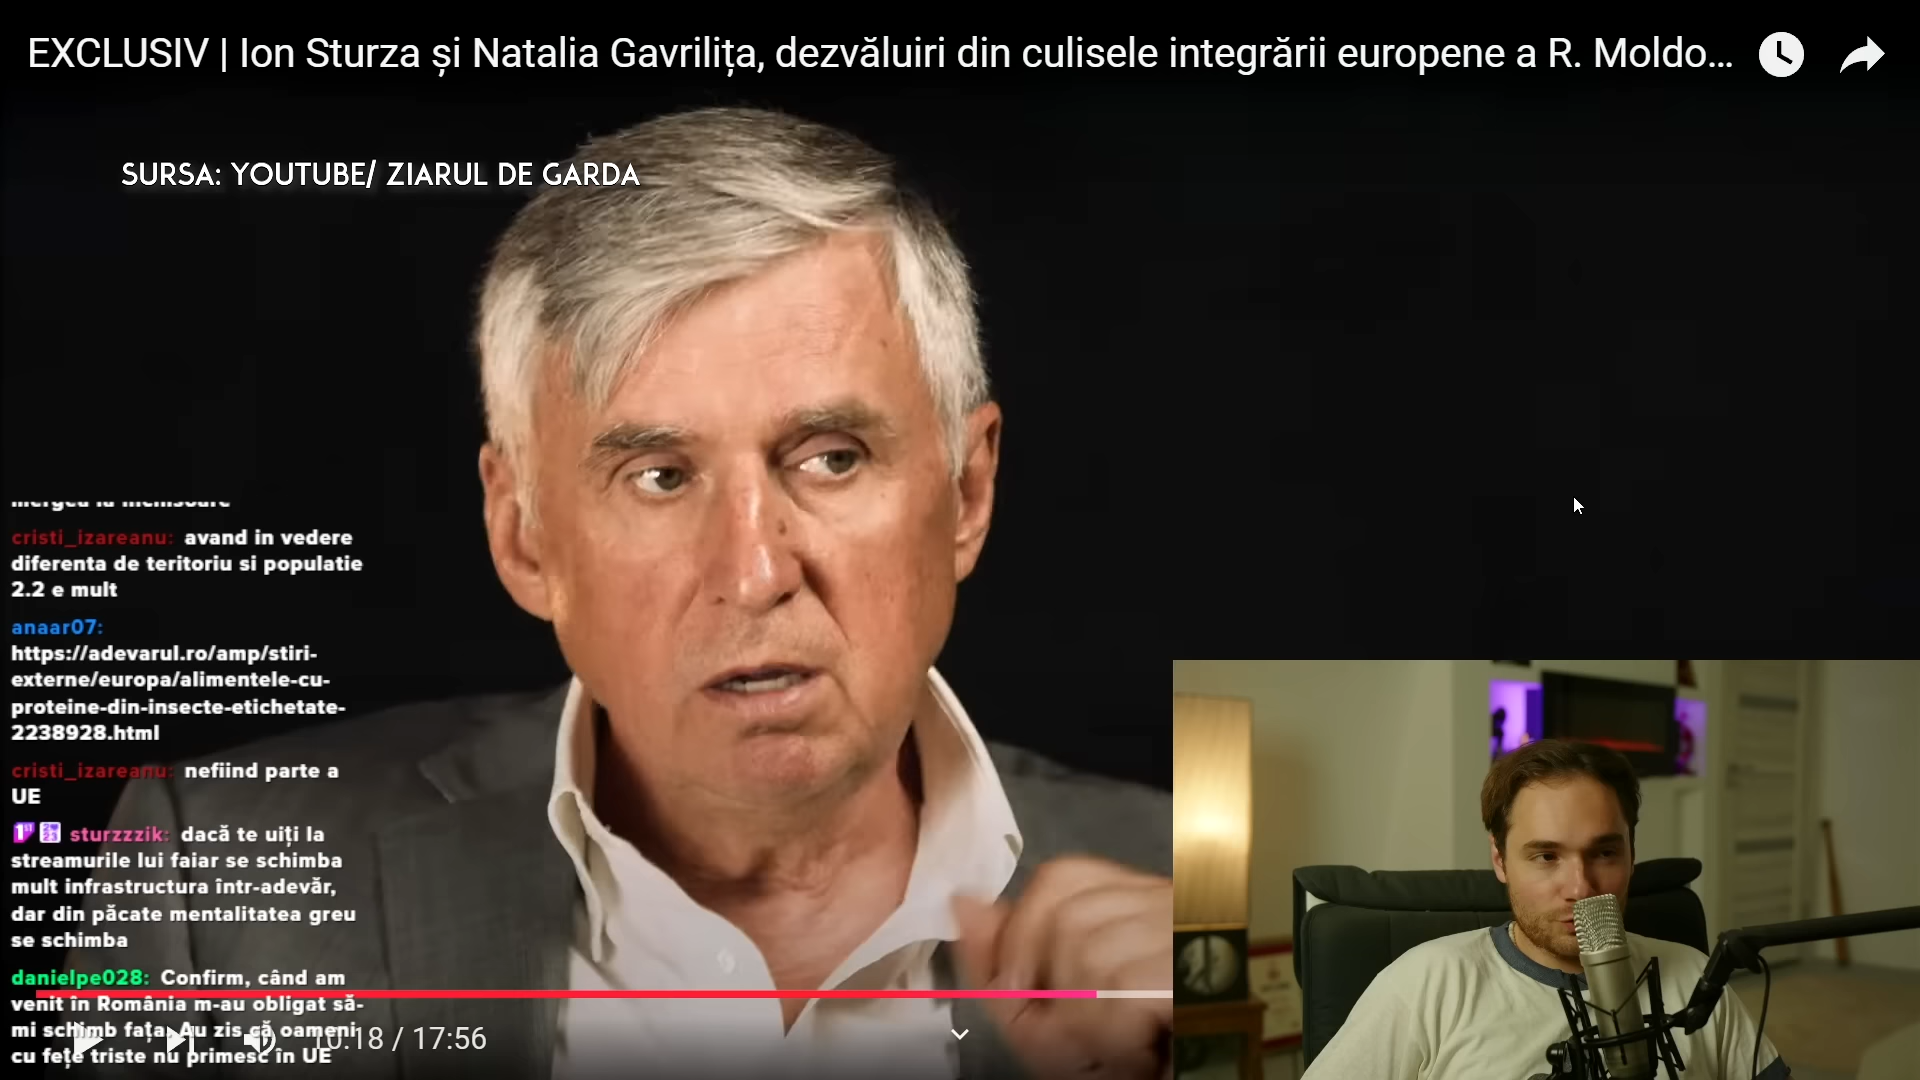 EXCLUSIV | Ion Sturza și Natalia Gavrilița, dezvăluiri din culisele integrării europene a R. Moldo...
SURSA: YOUTUBE/ ZIARUL DE GARDA
mergea la inchisoare
cristi_izareanu: avand in vedere
diferenta de teritoriu si populatie
2.2 e mult
anaar07:
https://adevarul.ro/amp/stiri-
externe/europa/alimentele-cu-
proteine-din-insecte-etichetate-
2238928.html
cristi_izareanu: nefiind parte a
UE
sturzzzik: dacă te uiți la
streamurile lui faiar se schimba
mult infrastructura într-adevăr,
dar din păcate mentalitatea greu
se schimba
danielpe028: Confirm, când am
venit în România m-au obligat să-
mi schimb fața. Au zis că oameni
cu fețe triste nu primesc în UE
10:18 / 17:56